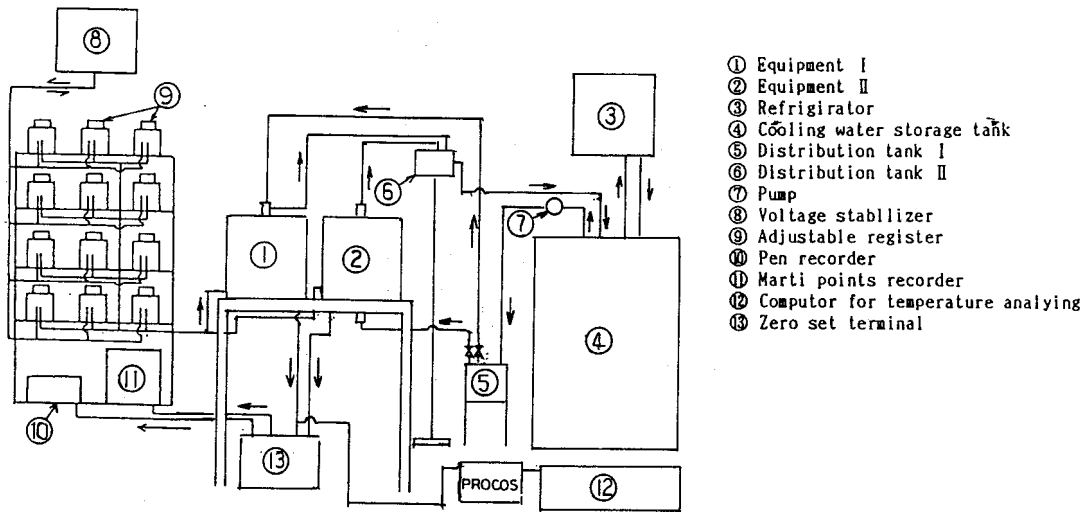 ⑧
③
⑨
⑥
⑦
①
②
④
⑪
⑤
⑩
⑬
PROCOS
⑫
① Equipment I
② Equipment II
③ Refrigirator
④ Cooling water storage tank
⑤ Distribution tank I
⑥ Distribution tank II
⑦ Pump
⑧ Voltage stabllizer
⑨ Adjustable register
⑩ Pen recorder
⑪ Marti points recorder
⑫ Computor for temperature analying
⑬ Zero set terminal